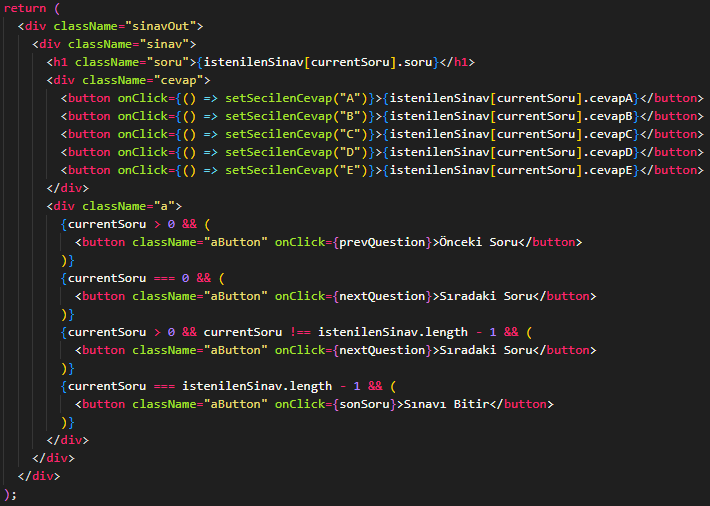 return (
<div className="sinavOut">
<div className="sinav">
<h1 className="soru">{istenilenSinav[currentSoru].soru}</h1>
<div className="cevap">
<button onClick={() => setSecilenCevap("A")}>{istenilenSinav[currentSoru].cevapA}</button>
<button onClick={() => setSecilenCevap("B")}>{istenilenSinav[currentSoru].cevapB}</button>
<button onClick={() => setSecilenCevap("C")}>{istenilenSinav[currentSoru].cevapC}</button>
<button onClick={() => setSecilenCevap("D")}>{istenilenSinav[currentSoru].cevapD}</button>
<button onClick={() => setSecilenCevap("E")}>{istenilenSinav[currentSoru].cevapE}</button>
</div>
<div className="a">
{currentSoru > 0 && (
<button className="aButton" onClick={prevQuestion}>Önceki Soru</button>
)}
{currentSoru === 0 && (
<button className="aButton" onClick={nextQuestion}>Sıradaki Soru</button>
)}
{currentSoru > 0 && currentSoru !== istenilenSinav.length - 1 && (
<button className="aButton" onClick={nextQuestion}>Sıradaki Soru</button>
)}
{currentSoru === istenilenSinav.length - 1 && (
<button className="aButton" onClick={sonSoru}>Sınavı Bitir</button>
)}
</div>
</div>
</div>
);